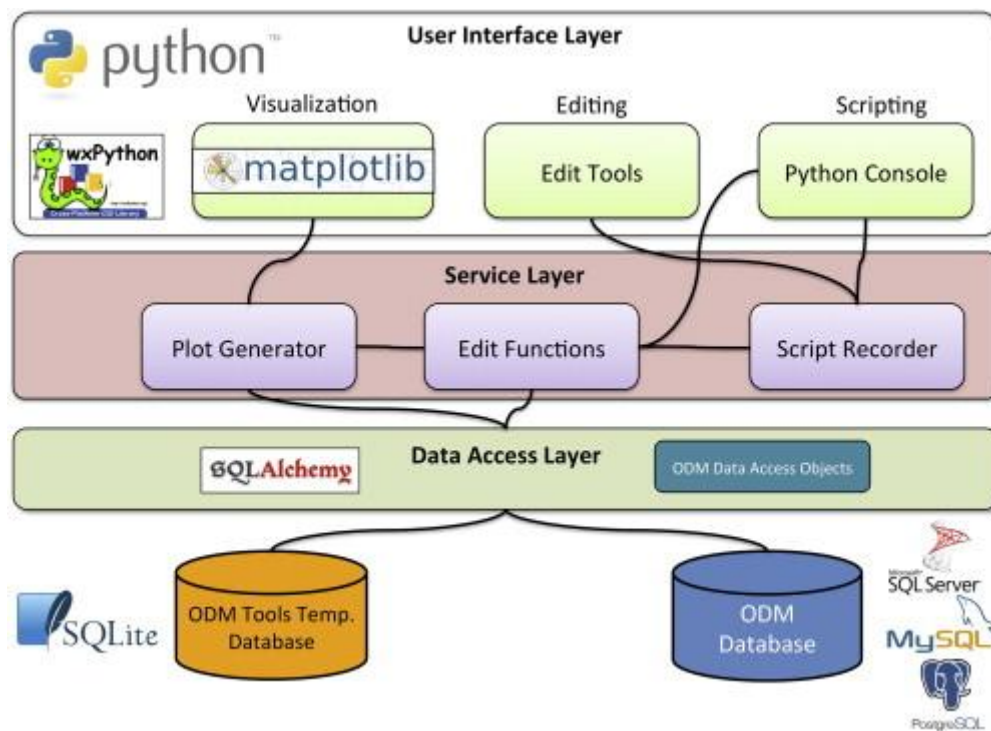 User Interface Layer
python™
Visualization
Editing
Scripting
wxPython
matplotlib
Edit Tools
Python Console
Service Layer
Plot Generator
Edit Functions
Script Recorder
Data Access Layer
SQLAlchemy
ODM Data Access Objects
SQLite
ODM Tools Temp.
Database
ODM
Database
Microsoft
SQL Server
MySQL
PostgreSQL